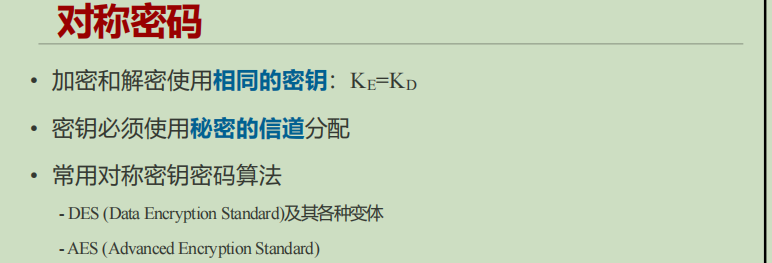 对称密码
• 加密和解密使用相同的密钥：KE=KD
• 密钥必须使用秘密的信道分配
• 常用对称密钥密码算法
- DES (Data Encryption Standard)及其各种变体
- AES (Advanced Encryption Standard)